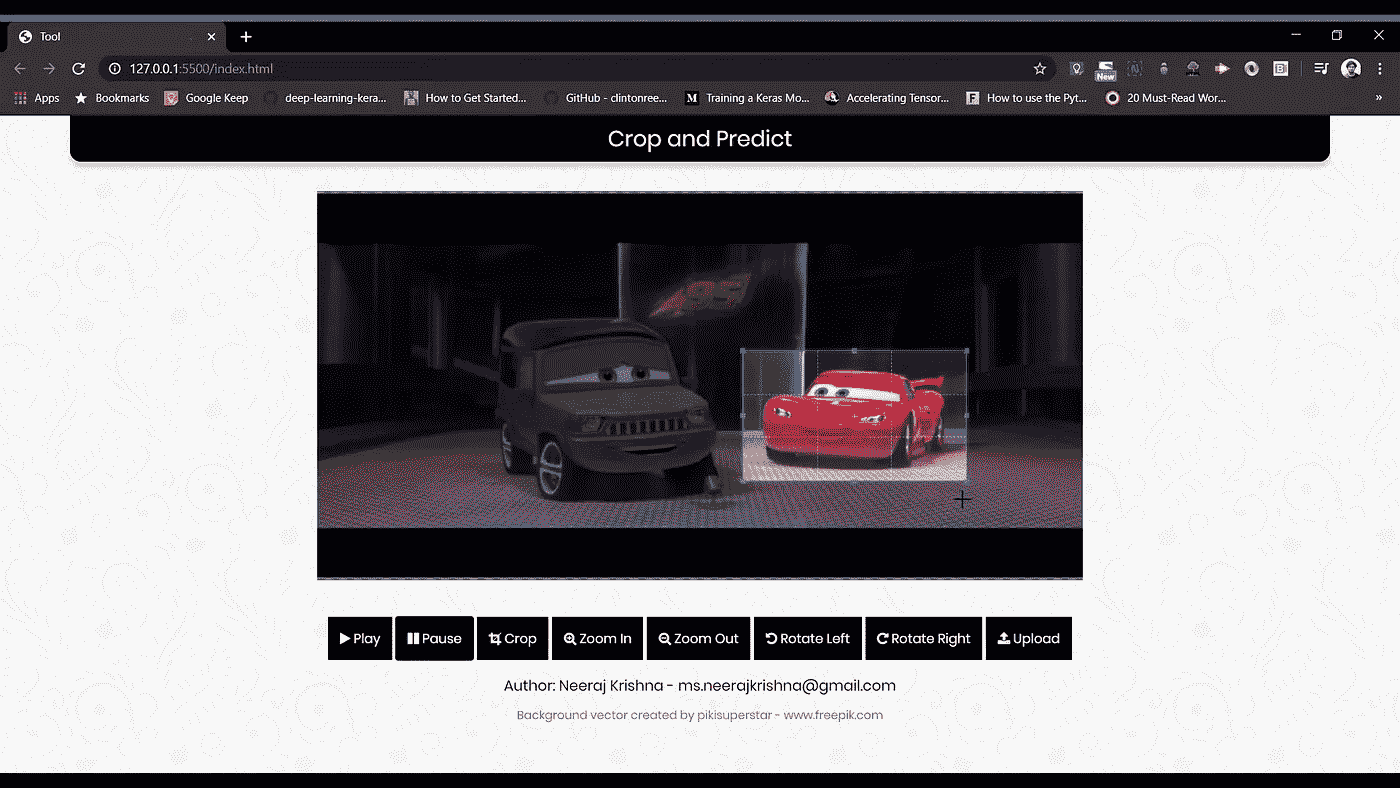 Tool
127.0.0.1:5500/index.html
New
Apps Bookmarks Google Keep deep-learning-kera... How to Get Started... GitHub - clintonree... M Training a Keras Mo... Accelerating Tensor... F How to use the Pyt... 20 Must-Read Wor... »
Crop and Predict
95
Play Pause Crop Zoom In Zoom Out Rotate Left Rotate Right Upload
Author: Neeraj Krishna - ms.neerajkrishna@gmail.com
Background vector created by pikisuperstar - www.freepik.com